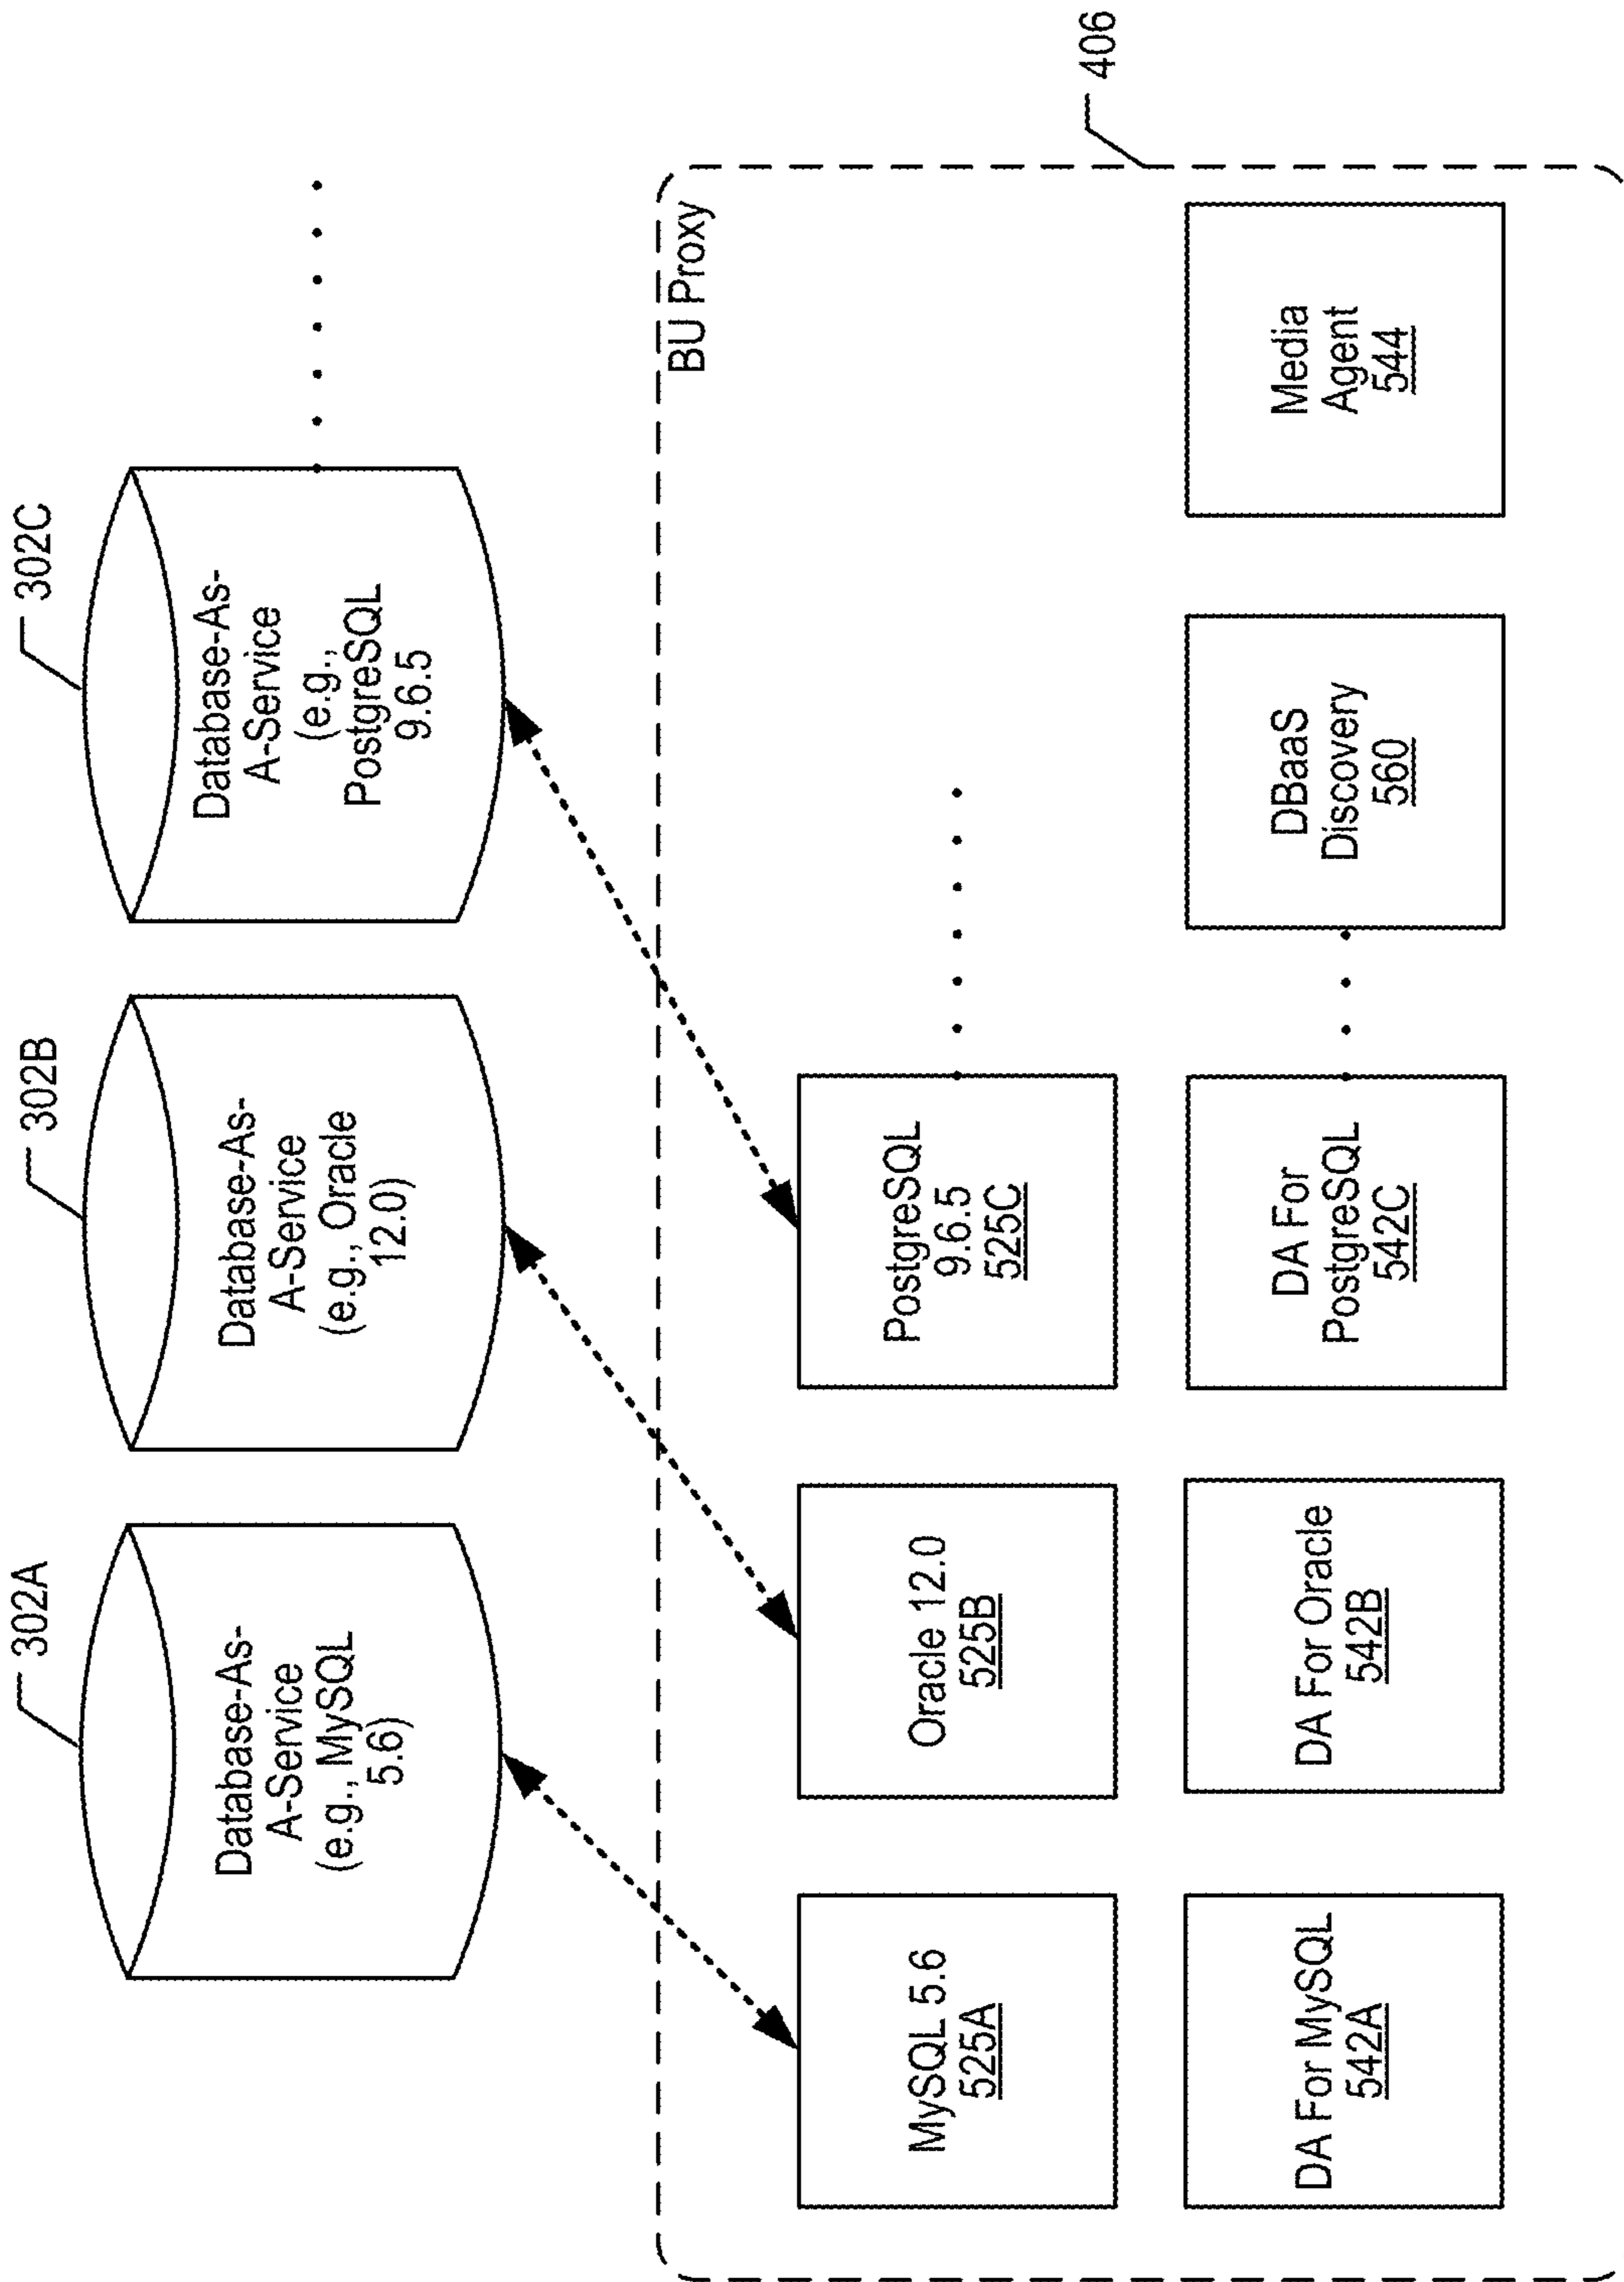 302A
302B
302C
Database-As-
A-Service
(e.g., MySQL
5.6)
Database-As-
A-Service
(e.g., Oracle
12.0)
Database-As-
A-Service
(e.g.,
PostgreSQL
9.6.5
BU Proxy
406
MySQL 5.6
525A
Oracle 12.0
525B
PostgreSQL
9.6.5
525C
DA For MySQL
542A
DA For Oracle
542B
DA For
PostgreSQL
542C
DBaaS
Discovery
560
Media
Agent
544